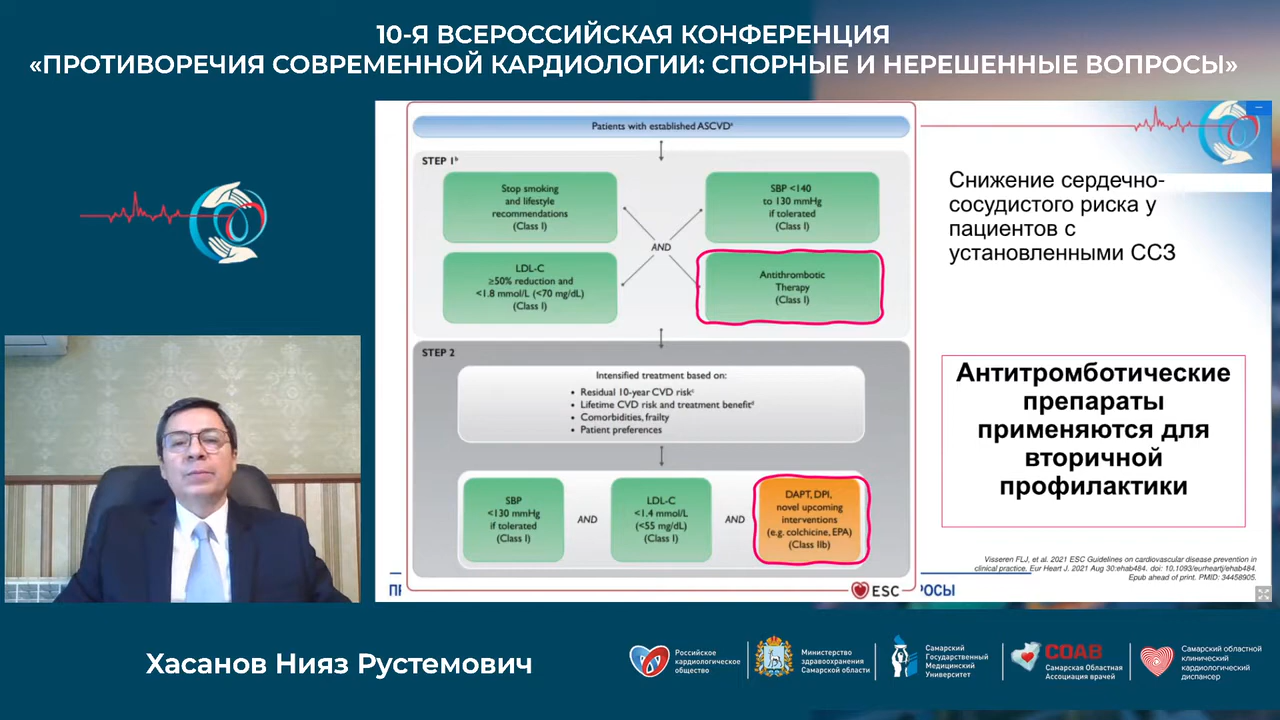 10-Я ВСЕРОССИЙСКАЯ КОНФЕРЕНЦИЯ
«ПРОТИВОРЕЧИЯ СОВРЕМЕННОЙ КАРДИОЛОГИИ: СПОРНЫЕ И НЕРЕШЕННЫЕ ВОПРОСЫ»
Patients with established ASCVDᵃ
STEP 1ᵇ
Stop smoking
and lifestyle
recommendations
(Class I)
SBP <140
to 130 mmHg
if tolerated
(Class I)
AND
LDL-C
≥50% reduction and
<1.8 mmol/L (<70 mg/dL)
(Class I)
Antithrombotic
Therapy
(Class I)
STEP 2
Intensified treatment based on:
• Residual 10-year CVD riskᶜ
• Lifetime CVD risk and treatment benefitᵈ
• Comorbidities, frailty
• Patient preferences
SBP
<130 mmHg
if tolerated
(Class I)
AND
LDL-C
<1.4 mmol/L
(<55 mg/dL)
(Class I)
AND
DAPT, DPI,
novel upcoming
interventions
(e.g. colchicine, EPA)
(Class IIb)
ESC
Снижение сердечно-
сосудистого риска у
пациентов с
установленными ССЗ
Антитромботические
препараты
применяются для
вторичной
профилактики
Visseren FLJ, et al. 2021 ESC Guidelines on cardiovascular disease prevention in
clinical practice. Eur Heart J. 2021 Aug 30:ehab484. doi: 10.1093/eurheartj/ehab484.
Epub ahead of print. PMID: 34458905.
ПР
РОСЫ
Хасанов Нияз Рустемович
Российское
кардиологическое
общество
Министерство
здравоохранения
Самарской области
Самарский
Государственный
Медицинский
Университет
СОАВ
Самарская Областная
Ассоциация врачей
Самарский областной
клинический
кардиологический
диспансер